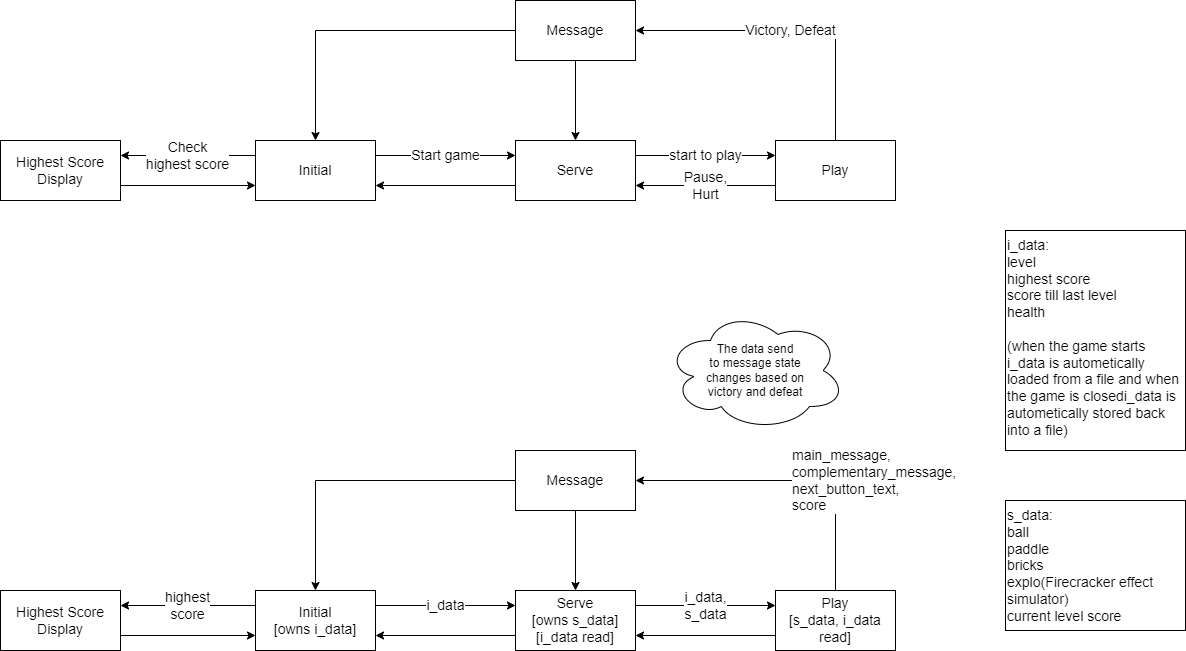 Message
Victory, Defeat
Check
highest score
Highest Score
Display
Initial
Start game
Serve
start to play
Pause,
Hurt
Play
i_data:
level
highest score
score till last level
health
(when the game starts
i_data is autometically
loaded from a file and when
the game is closedi_data is
autometically stored back
into a file)
The data send
to message state
changes based on
victory and defeat
Message
main_message,
complementary_message,
next_button_text,
score
s_data:
ball
paddle
bricks
explo(Firecracker effect
simulator)
current level score
Highest Score
Display
highest
score
Initial
[owns i_data]
i_data
Serve
[owns s_data]
[i_data read]
i_data,
s_data
Play
[s_data, i_data
read]